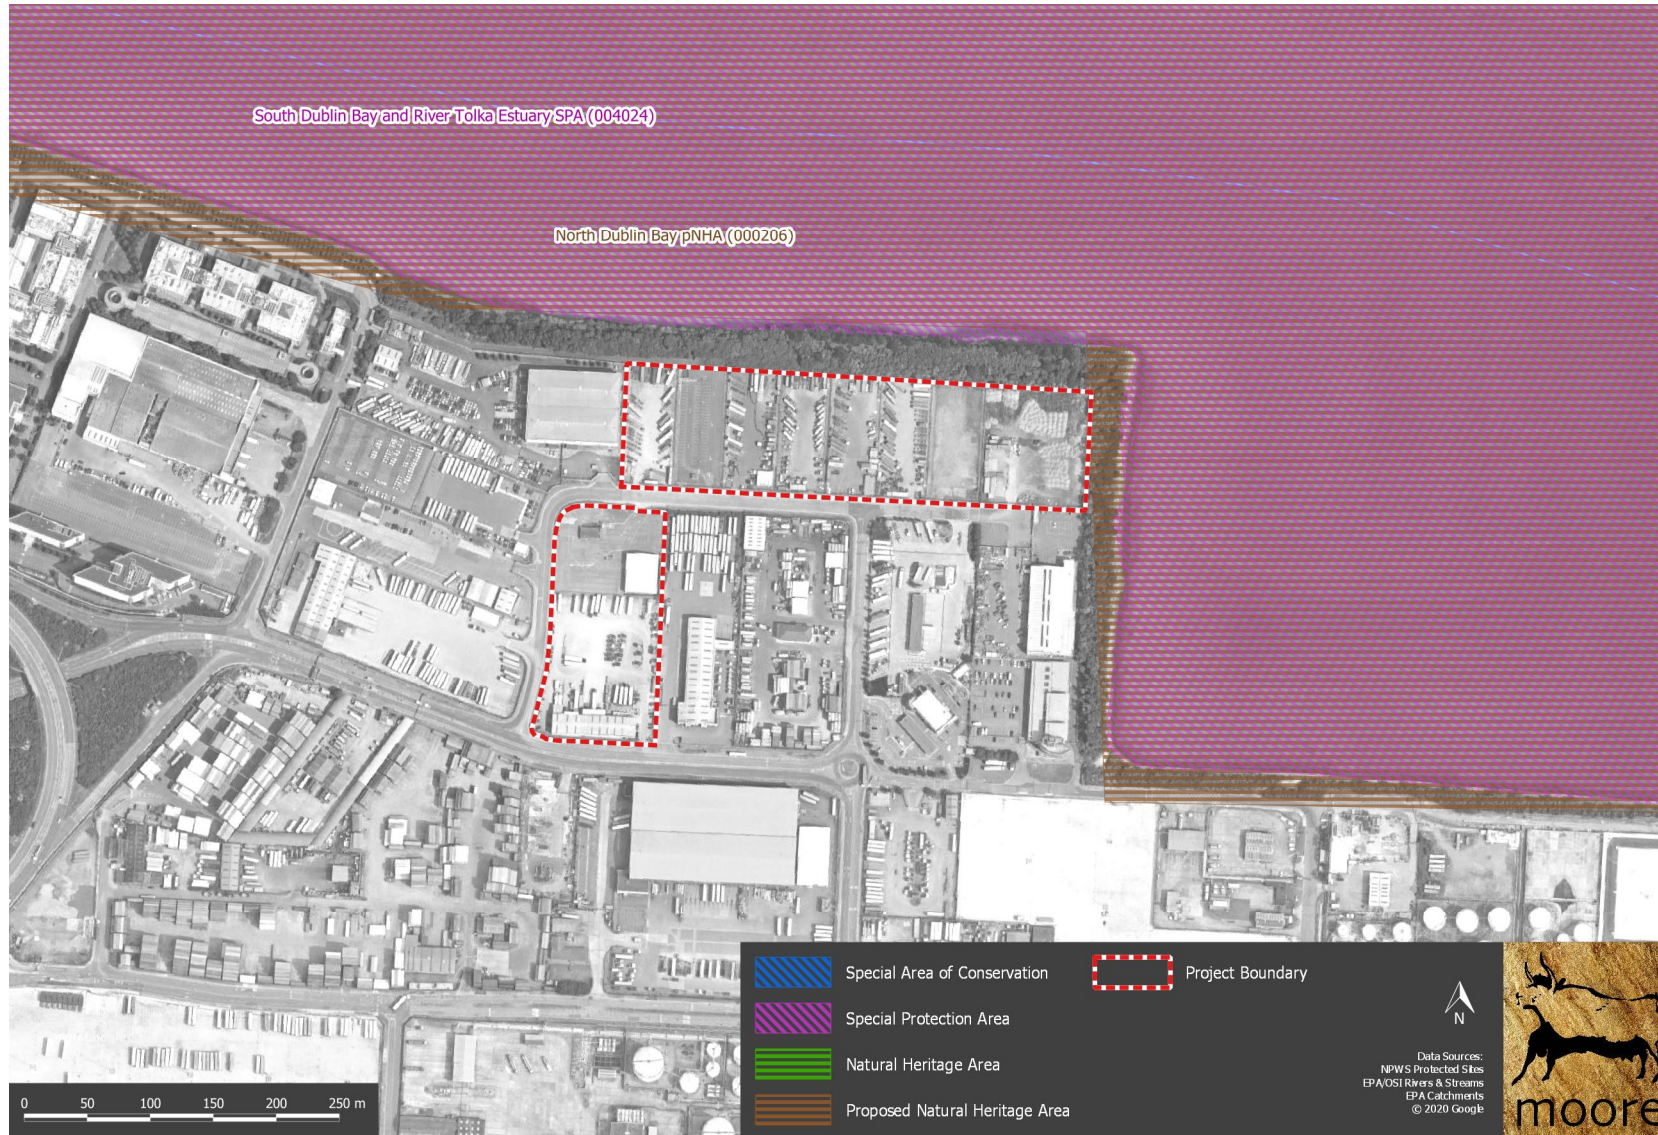 South Dublin Bay and River Tolka Estuary SPA (004024)
North Dublin Bay pNHA (000206)
Special Area of Conservation
Project Boundary
Special Protection Area
Natural Heritage Area
Proposed Natural Heritage Area
N
Data Sources:
NPWS Protected Sites
EPA/OSI Rivers & Streams
EPA Catchments
© 2020 Google
moore
0 50 100 150 200 250 m